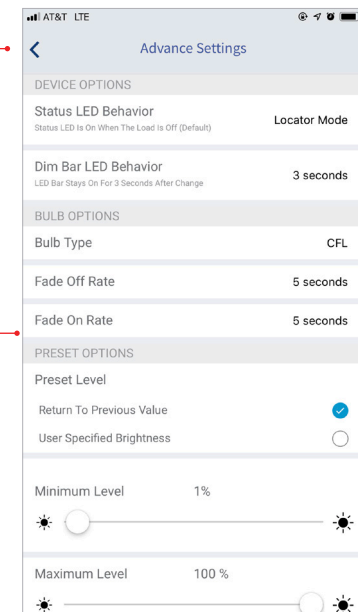 AT&T LTE
Advance Settings
DEVICE OPTIONS
Status LED Behavior
Status LED Is On When The Load Is Off (Default)
Locator Mode
Dim Bar LED Behavior
LED Bar Stays On For 3 Seconds After Change
3 seconds
BULB OPTIONS
Bulb Type CFL
Fade Off Rate 5 seconds
Fade On Rate 5 seconds
PRESET OPTIONS
Preset Level
Return To Previous Value
User Specified Brightness
Minimum Level 1%
Maximum Level 100 %